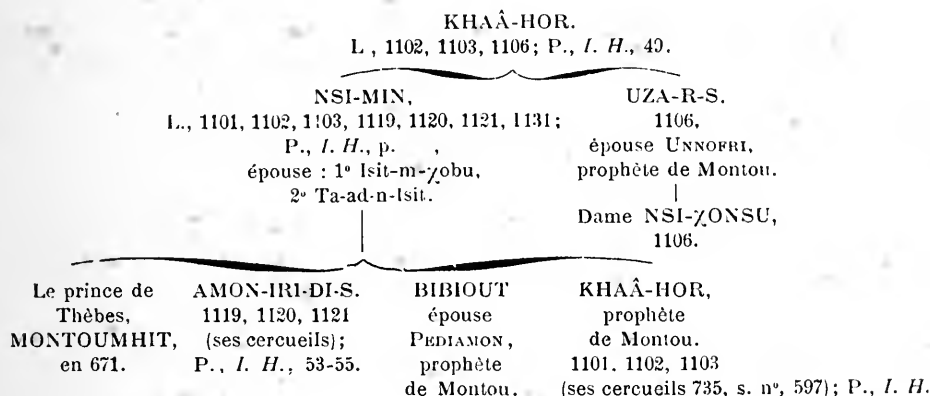 KHAÂ-HOR.
L., 1102, 1103, 1106; P., I. H., 49.
NSI-MIN,
L., 1101, 1102, 1103, 1119, 1120, 1121, 1131;
P., I. H., p. ,
épouse : 1º Isit-m-χobu,
2º Ta-ad-n-Isit.
UZA-R-S.
1106,
épouse UNNOFRI,
prophète de Montou.
Dame NSI-χONSU,
1106.
Le prince de
Thèbes,
MONTOUMHIT,
en 671.
AMON-IRI-DI-S.
1119, 1120, 1121
(ses cercueils);
P., I. H., 53-55.
BIBIOUT
épouse
PEDIAMON,
prophète
de Montou.
KHAÂ-HOR,
prophète
de Montou.
1101. 1102, 1103
(ses cercueils 735, s. nº, 597); P., I. H.